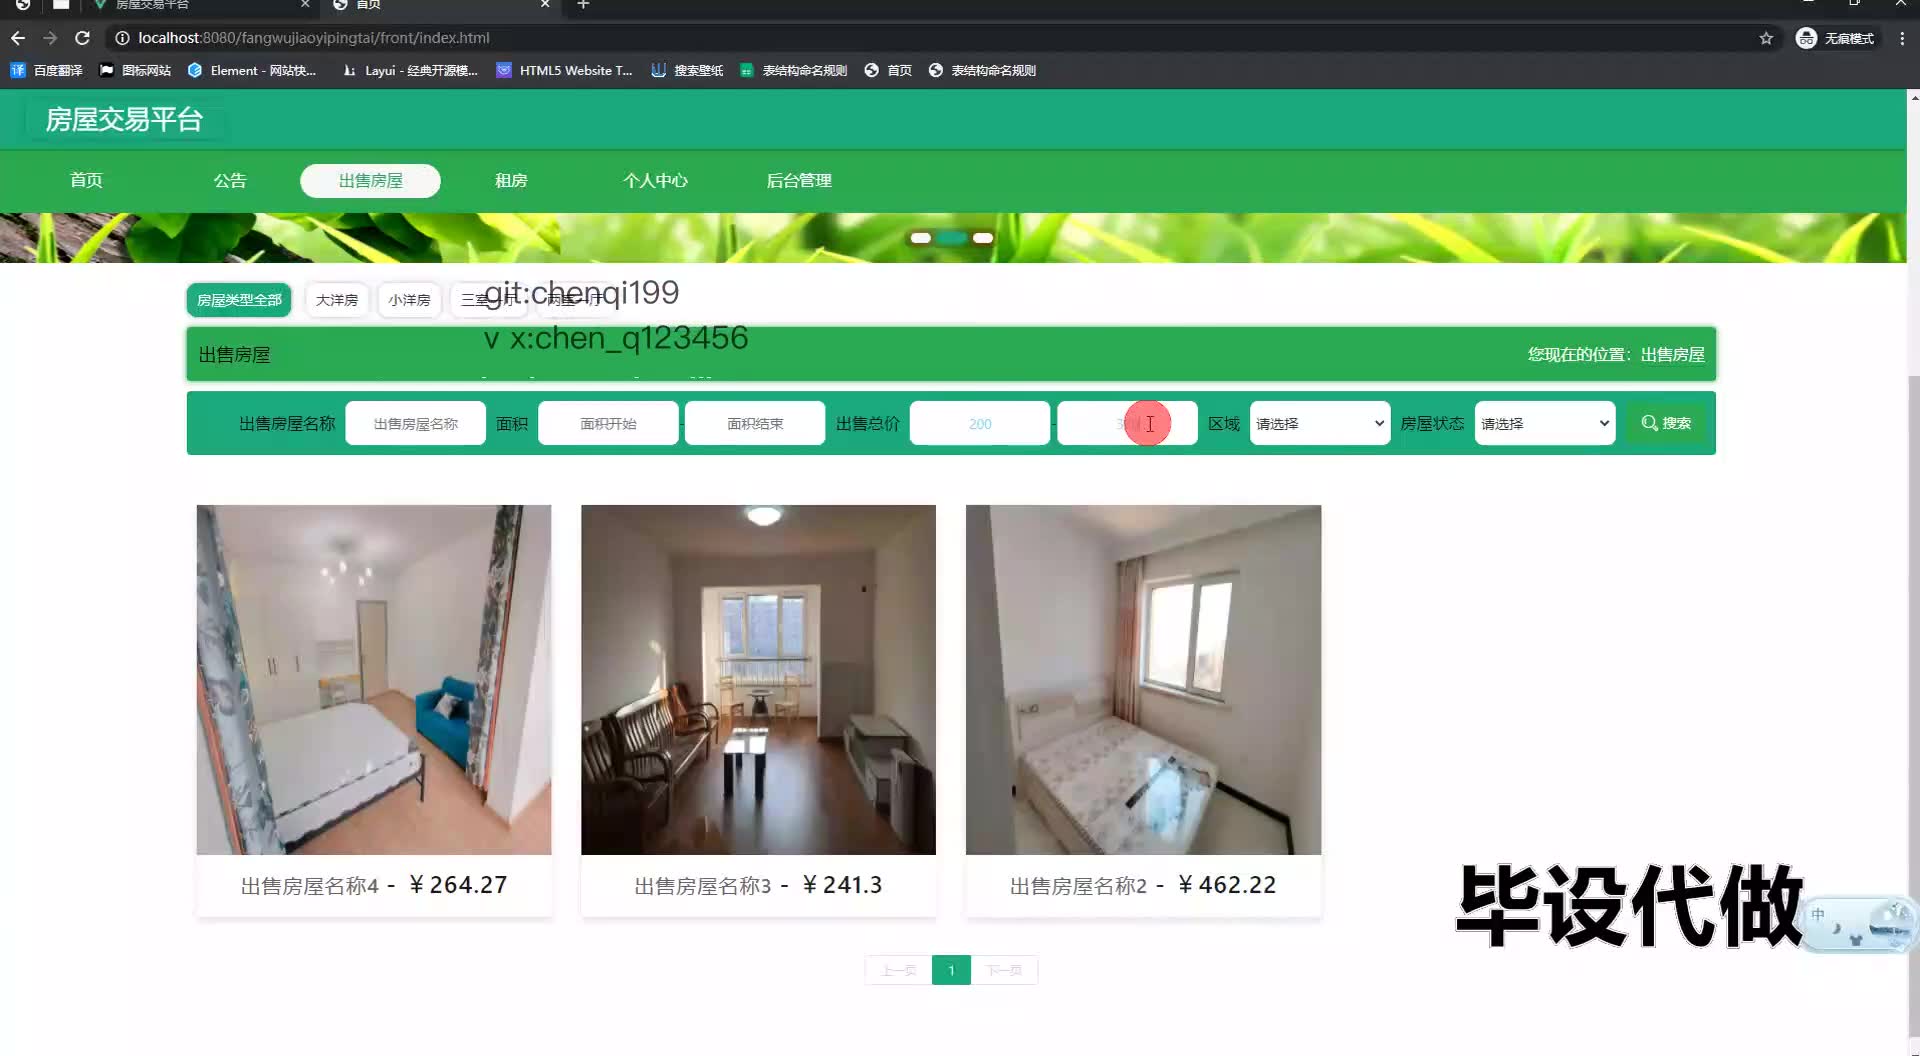 房屋交易平台
首页
localhost:8080/fangwujiaoyipingtai/front/index.html
无痕模式
百度翻译
图标网站
Element - 网站快...
Layui - 经典开源模...
HTML5 Website T...
搜索壁纸
表结构命名规则
首页
表结构命名规则
房屋交易平台
首页
公告
出售房屋
租房
个人中心
后台管理
房屋类型全部
大洋房
小洋房
git:chenqi199
v x:chen_q123456
出售房屋
您现在的位置：出售房屋
出售房屋名称
出售房屋名称
面积
面积开始
-
面积结束
出售总价
200
-
区域
请选择
房屋状态
请选择
搜索
出售房屋名称4 - ￥264.27
出售房屋名称3 - ￥241.3
出售房屋名称2 - ￥462.22
毕设代做
中
上一页
1
下一页